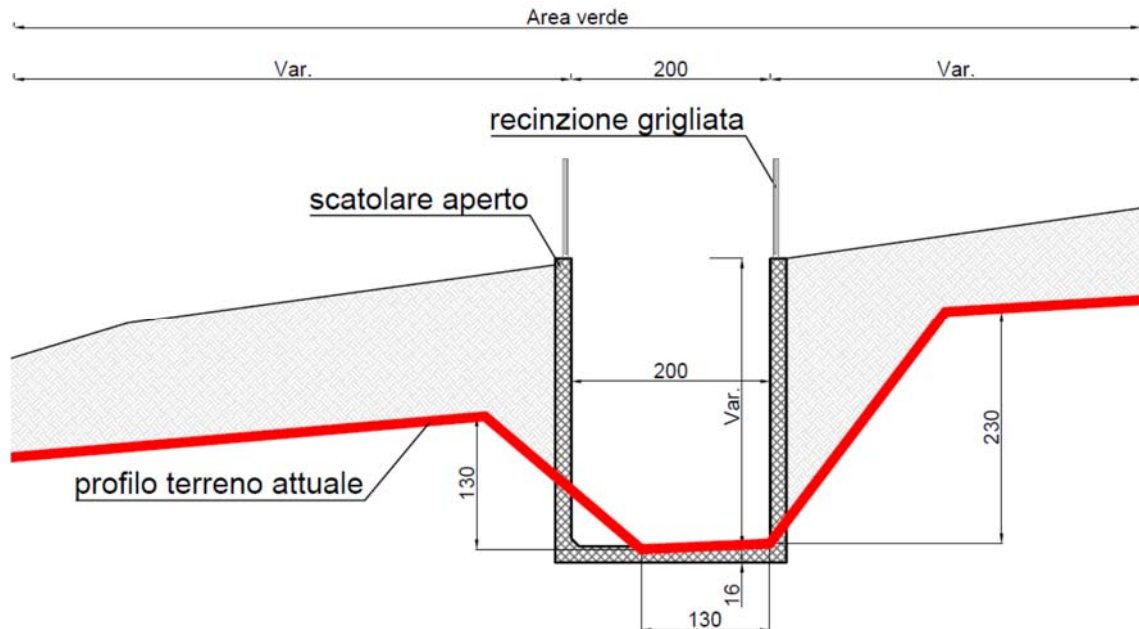 Area verde
Var.
200
Var.
recinzione grigliata
scatolare aperto
200
Var.
230
130
profilo terreno attuale
16
130